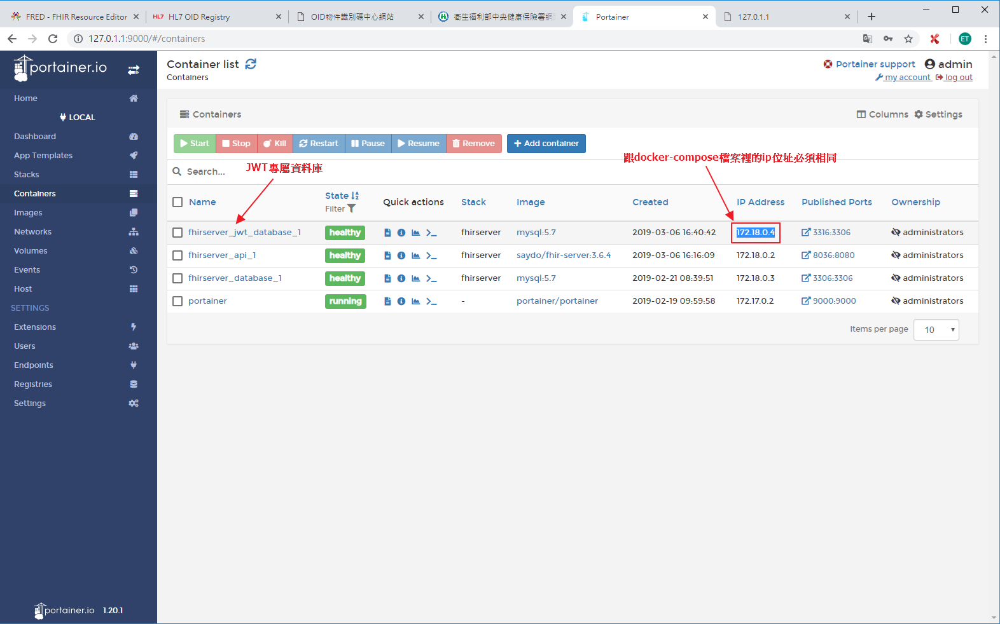 FRED - FHIR Resource Editor
HL7 HL7 OID Registry
OID物件識別碼中心網站
衛生福利部中央健康保險署網
Portainer
127.0.1.1
127.0.1.1:9000/#/containers
ET
portainer.io
Home
LOCAL
Dashboard
App Templates
Stacks
Containers
Images
Networks
Volumes
Events
Host
SETTINGS
Extensions
Users
Endpoints
Registries
Settings
portainer.io 1.20.1
Container list
Containers
Portainer support admin
my account log out
Containers
Columns Settings
Start Stop Kill Restart Pause Resume Remove Add container
跟docker-compose檔案裡的ip位址必須相同
Search...
JWT專屬資料庫
Name State Filter Quick actions Stack Image Created IP Address Published Ports Ownership
fhirserver_jwt_database_1 healthy fhirserver mysql:5.7 2019-03-06 16:40:42 172.18.0.4 3316:3306 administrators
fhirserver_api_1 healthy fhirserver saydo/fhir-server:3.6.4 2019-03-06 16:16:09 172.18.0.2 8036:8080 administrators
fhirserver_database_1 healthy fhirserver mysql:5.7 2019-02-21 08:39:51 172.18.0.3 3306:3306 administrators
portainer running - portainer/portainer 2019-02-19 09:59:58 172.17.0.2 9000:9000 administrators
Items per page 10